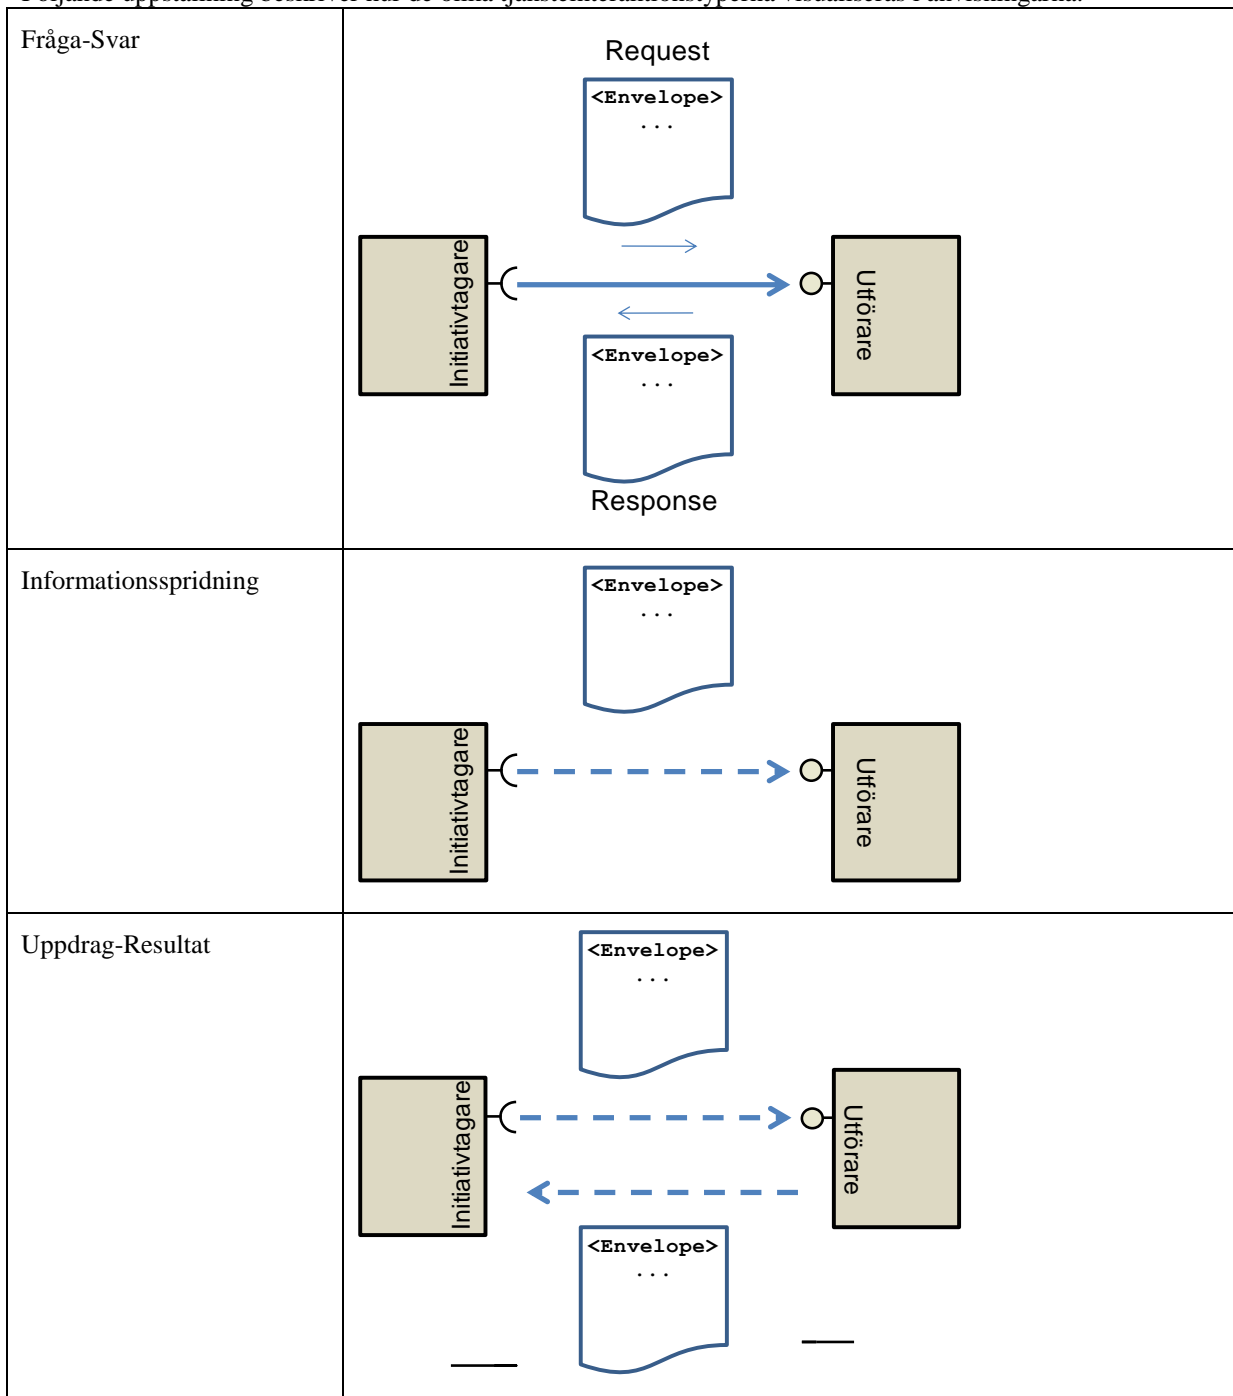 Fråga-Svar
Request
<Envelope>
...
Initiativtagare
Utförare
<Envelope>
...
Response
Informationsspridning
<Envelope>
...
Initiativtagare
Utförare
Uppdrag-Resultat
<Envelope>
...
Initiativtagare
Utförare
<Envelope>
...